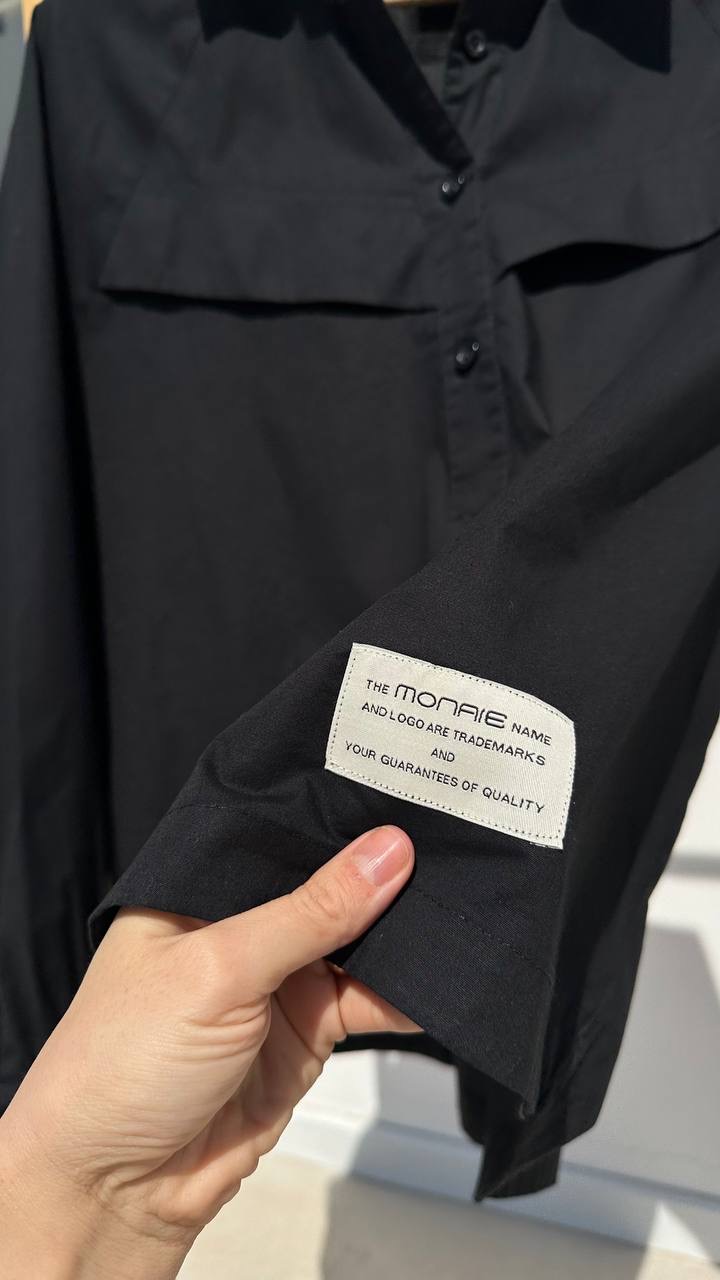 THE MONAIE NAME
AND LOGO ARE TRADEMARKS
AND
YOUR GUARANTEES OF QUALITY